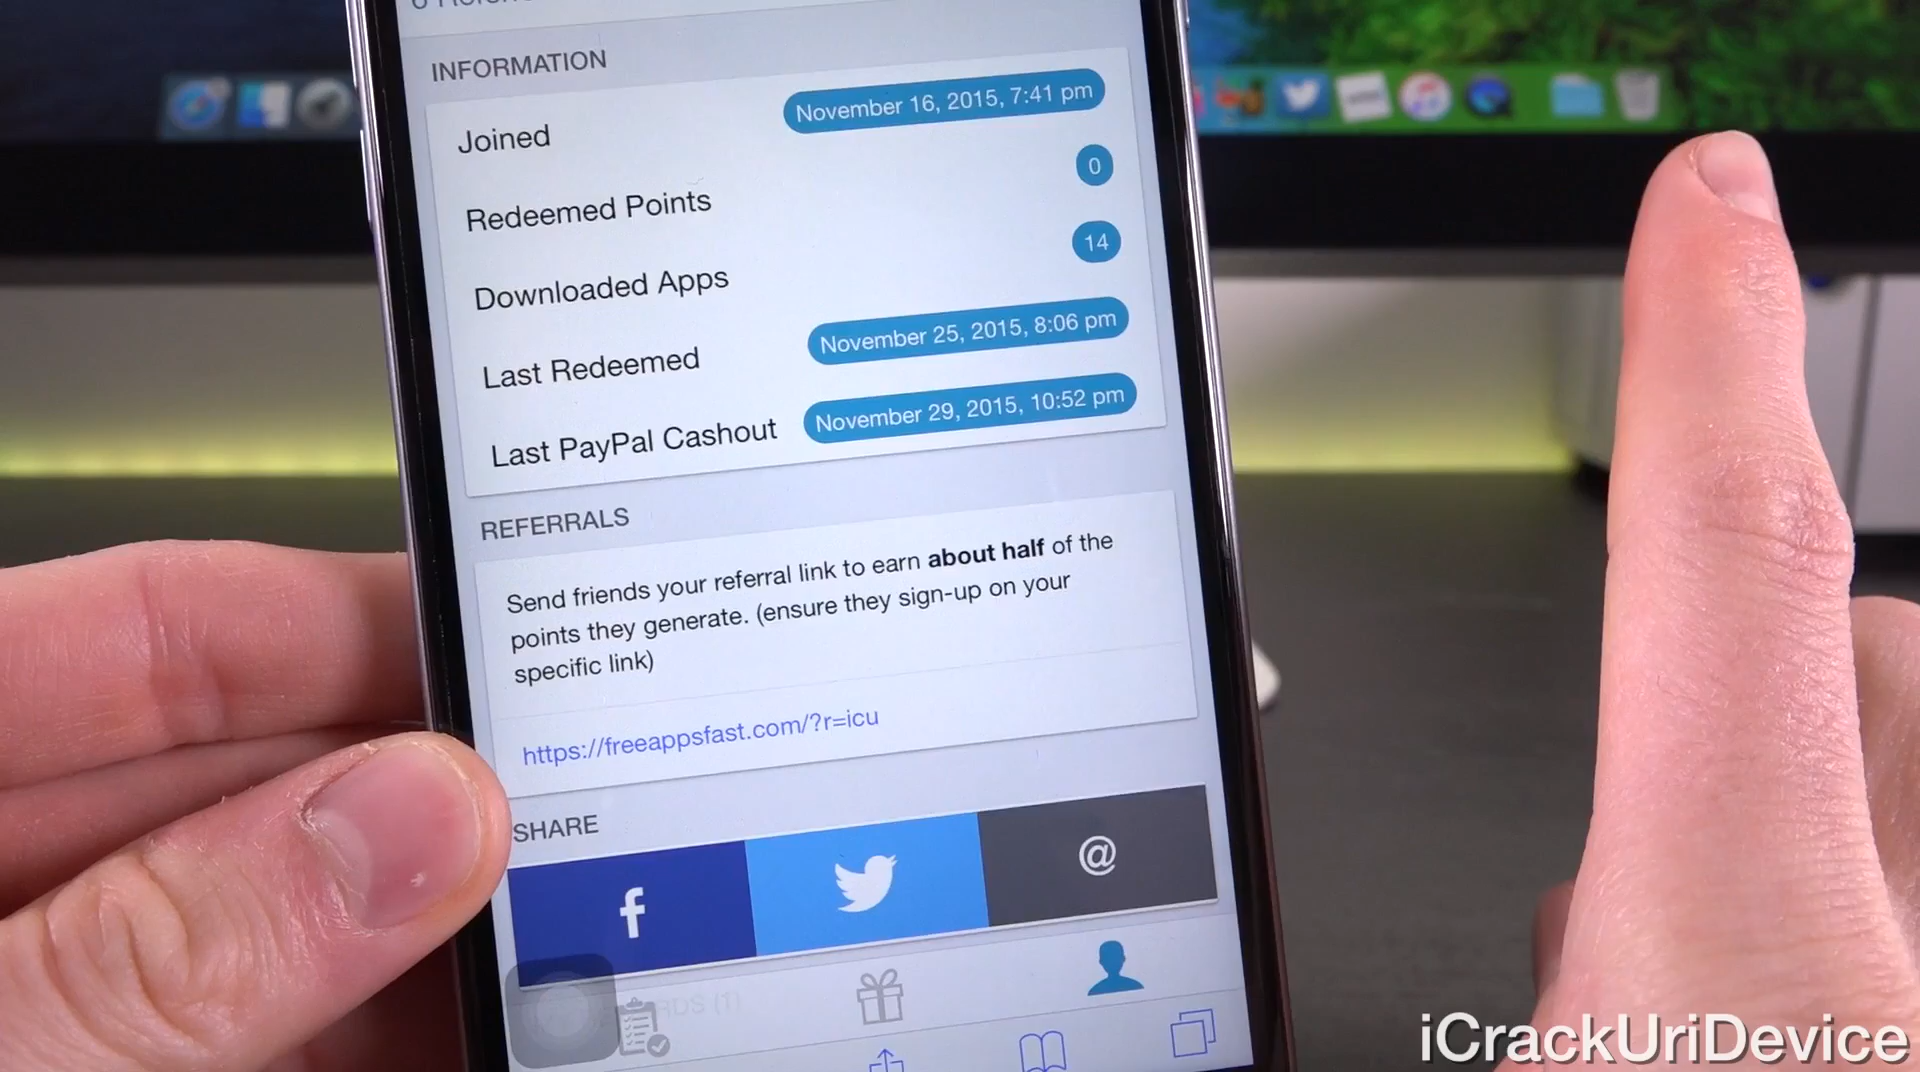 INFORMATION
Joined
November 16, 2015, 7:41 pm
Redeemed Points
0
Downloaded Apps
14
Last Redeemed
November 25, 2015, 8:06 pm
Last PayPal Cashout
November 29, 2015, 10:52 pm
REFERRALS
Send friends your referral link to earn about half of the
points they generate. (ensure they sign-up on your
specific link)
https://freeappsfast.com/?r=icu
SHARE
f
@
iCrackUriDevice